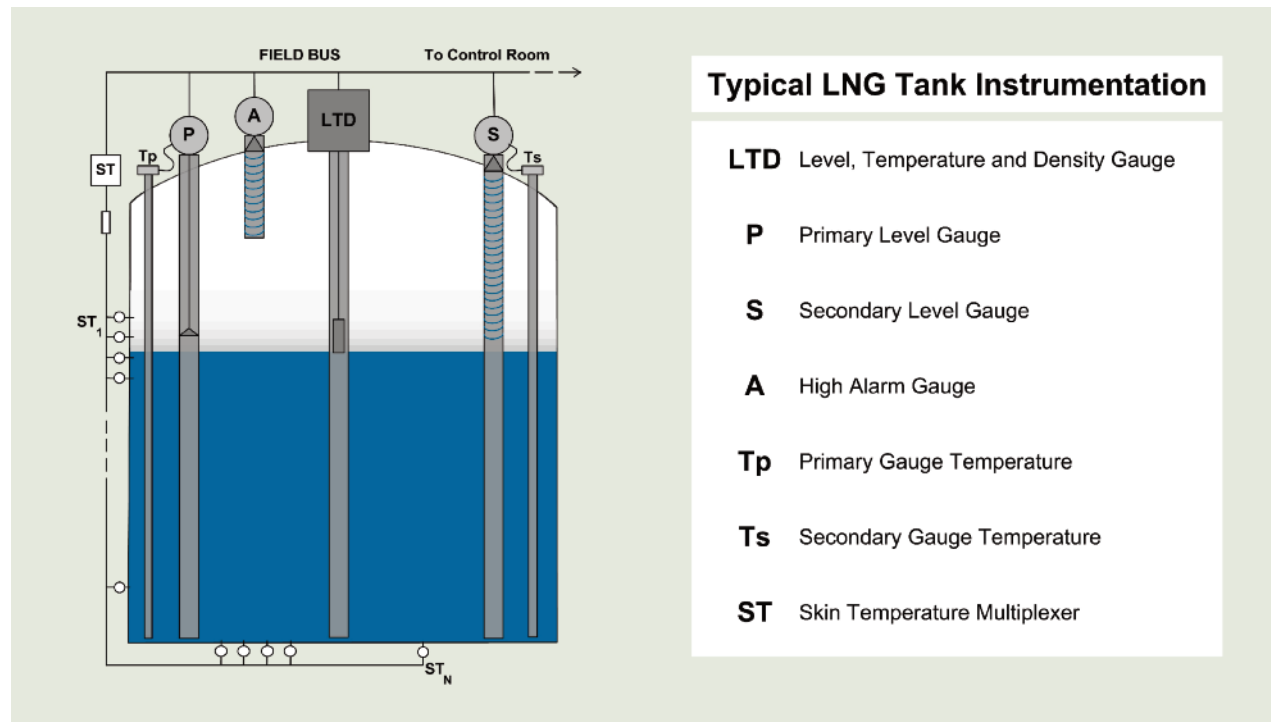 FIELD BUS
To Control Room
A
LTD
P
S
Tp
Ts
ST
ST1
STN
Typical LNG Tank Instrumentation
LTD Level, Temperature and Density Gauge
P Primary Level Gauge
S Secondary Level Gauge
A High Alarm Gauge
Tp Primary Gauge Temperature
Ts Secondary Gauge Temperature
ST Skin Temperature Multiplexer